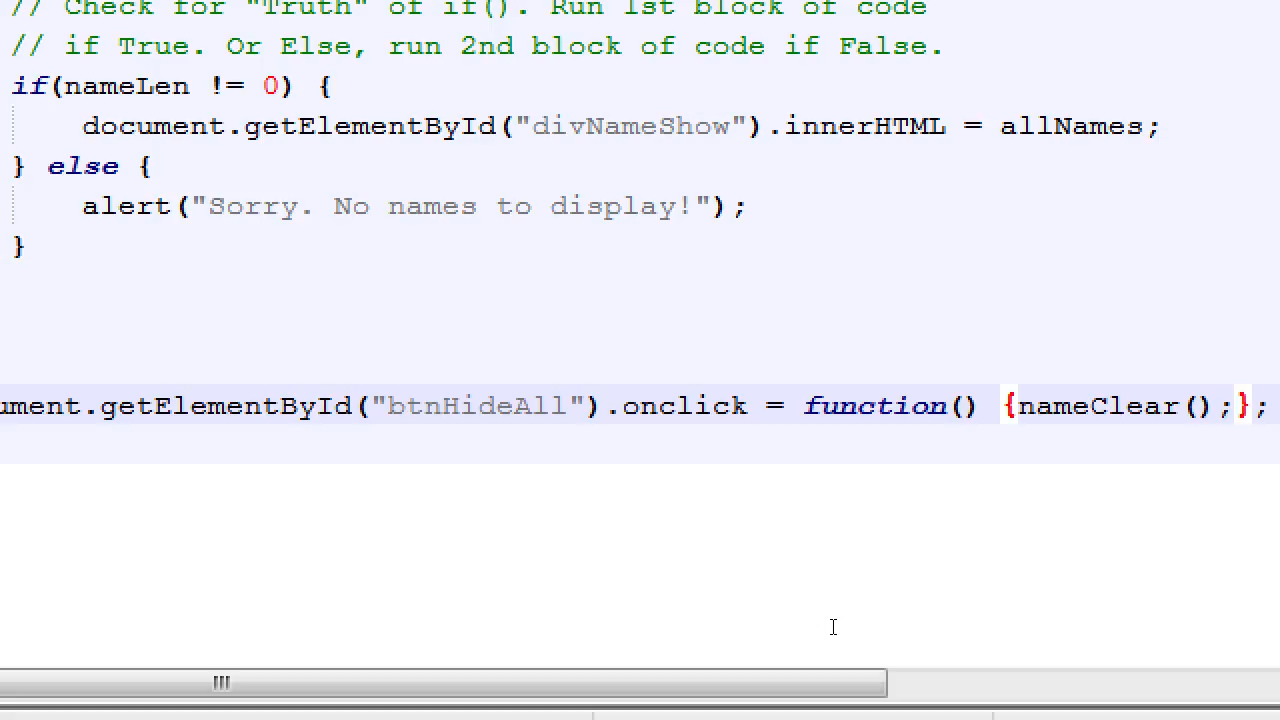 // Check for "Truth" of if(). Run 1st block of code
// if True. Or Else, run 2nd block of code if False.
if(nameLen != 0) {
document.getElementById("divNameShow").innerHTML = allNames;
} else {
alert("Sorry. No names to display!");
}
ument.getElementById("btnHideAll").onclick = function() {nameClear();};